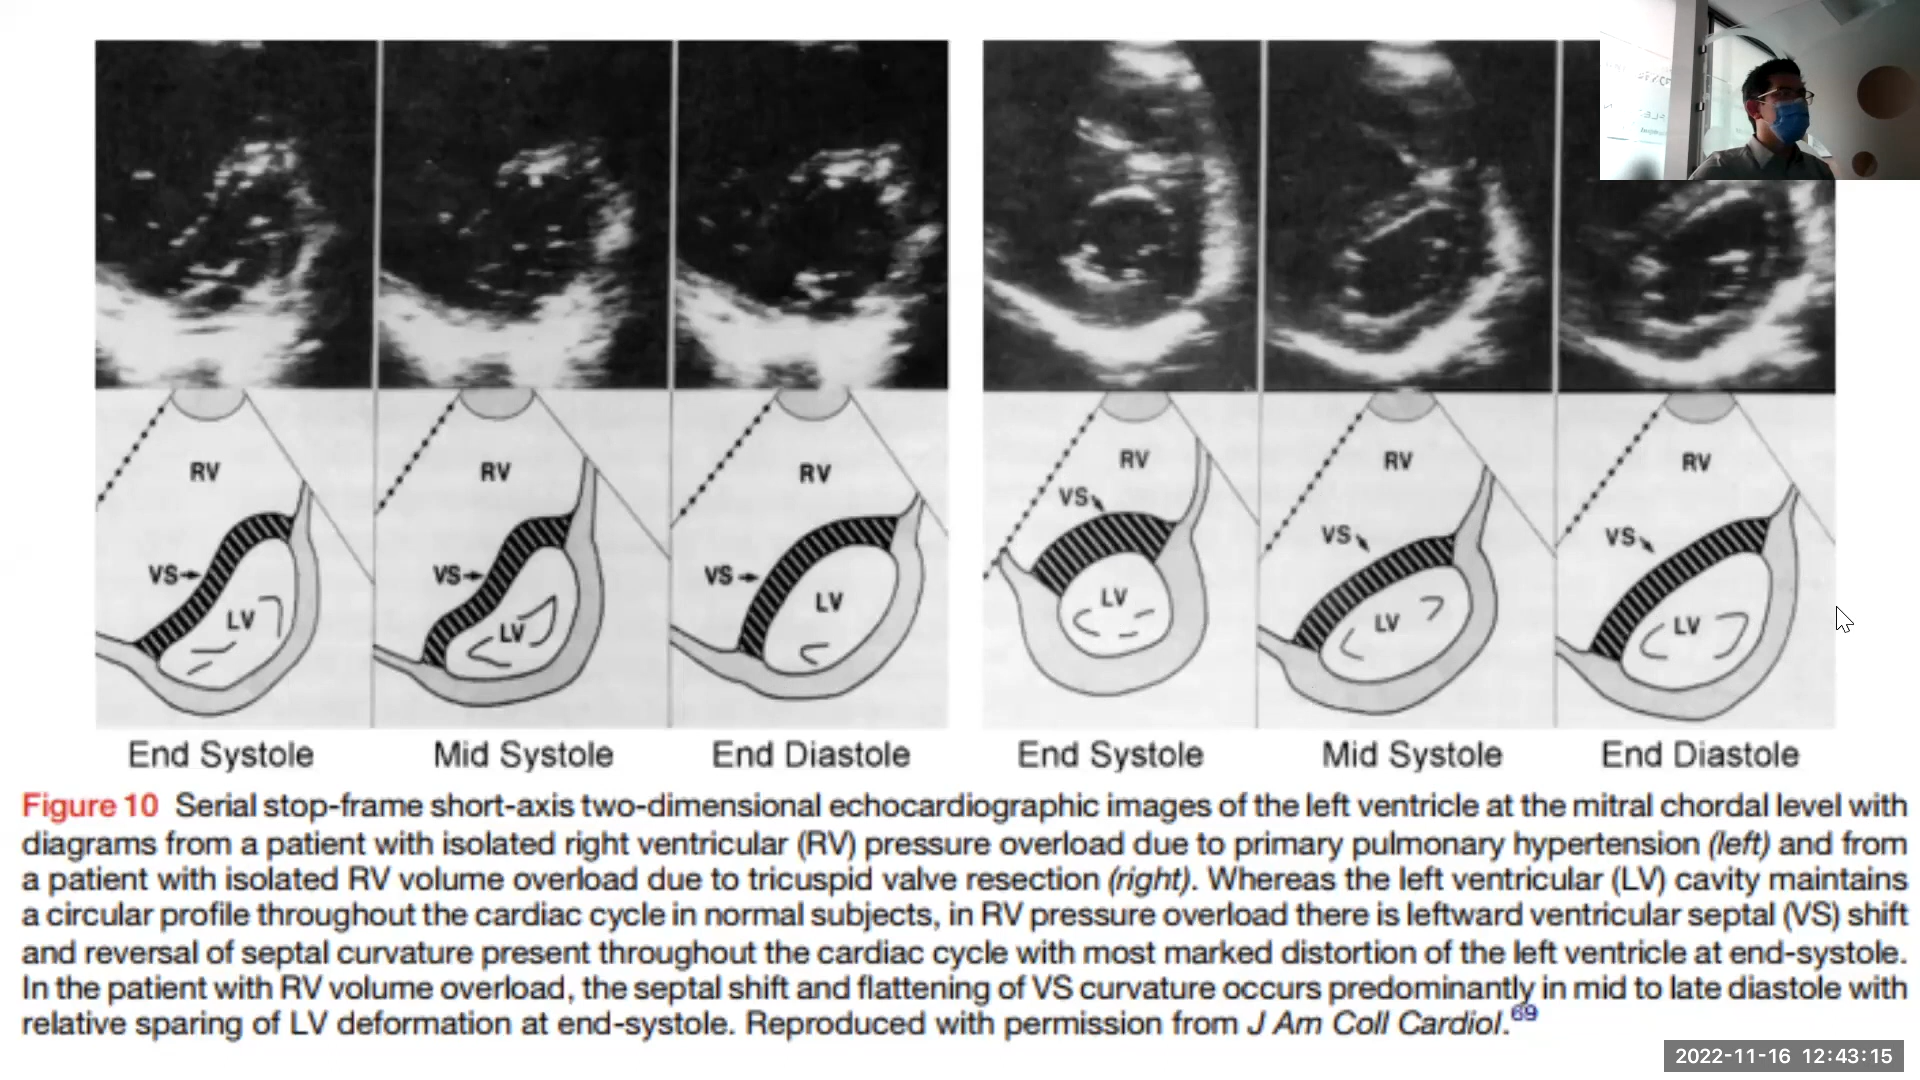 RV
RV
RV
RV
RV
RV
VS
LV
VS
LV
VS
LV
VS
LV
VS
LV
VS
LV
End Systole
Mid Systole
End Diastole
End Systole
Mid Systole
End Diastole
Figure 10 Serial stop-frame short-axis two-dimensional echocardiographic images of the left ventricle at the mitral chordal level with
diagrams from a patient with isolated right ventricular (RV) pressure overload due to primary pulmonary hypertension (left) and from
a patient with isolated RV volume overload due to tricuspid valve resection (right). Whereas the left ventricular (LV) cavity maintains
a circular profile throughout the cardiac cycle in normal subjects, in RV pressure overload there is leftward ventricular septal (VS) shift
and reversal of septal curvature present throughout the cardiac cycle with most marked distortion of the left ventricle at end-systole.
In the patient with RV volume overload, the septal shift and flattening of VS curvature occurs predominantly in mid to late diastole with
relative sparing of LV deformation at end-systole. Reproduced with permission from J Am Coll Cardiol.69
2022-11-16 12:43:15